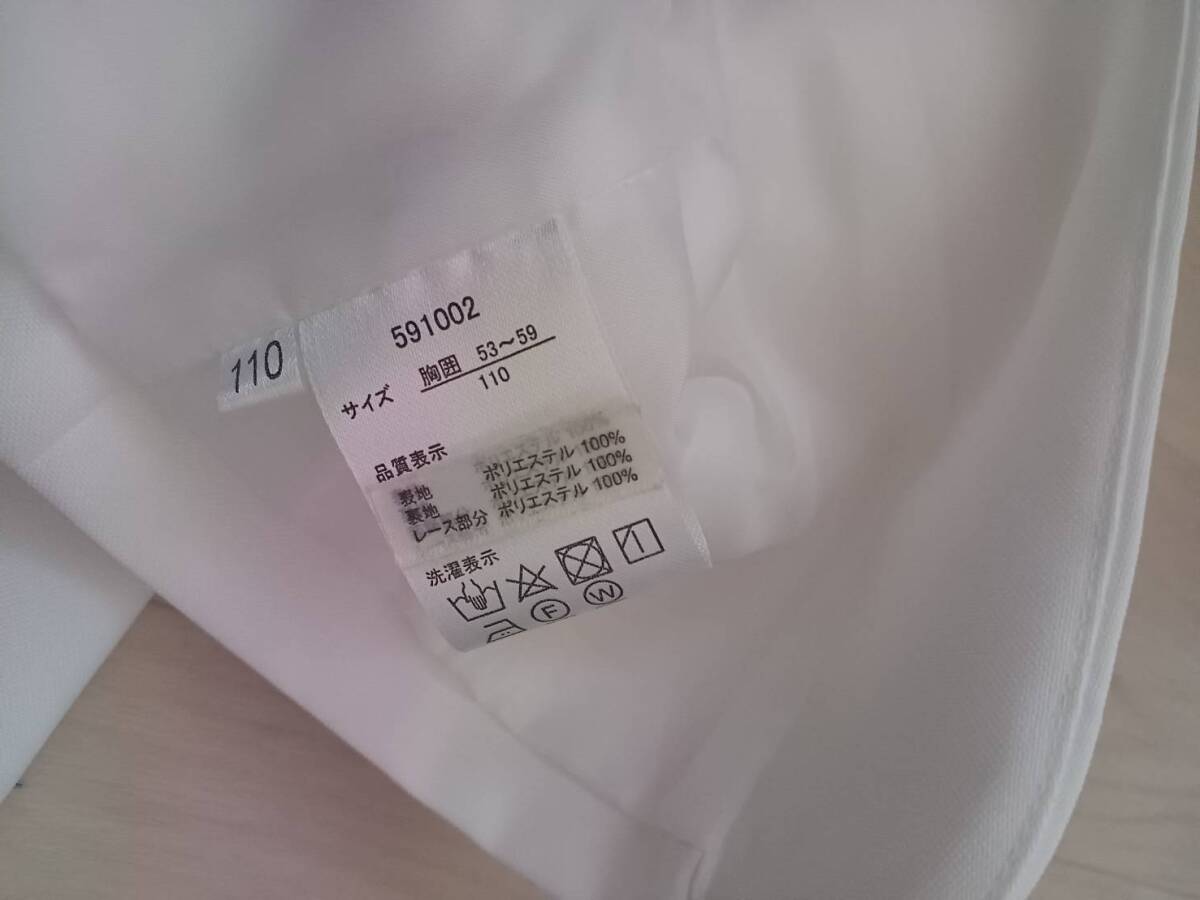 110
591002
サイズ 胸囲 53〜59
110
品質表示
表地 ポリエステル 100%
裏地 ポリエステル 100%
レース部分 ポリエステル 100%
洗濯表示
F W